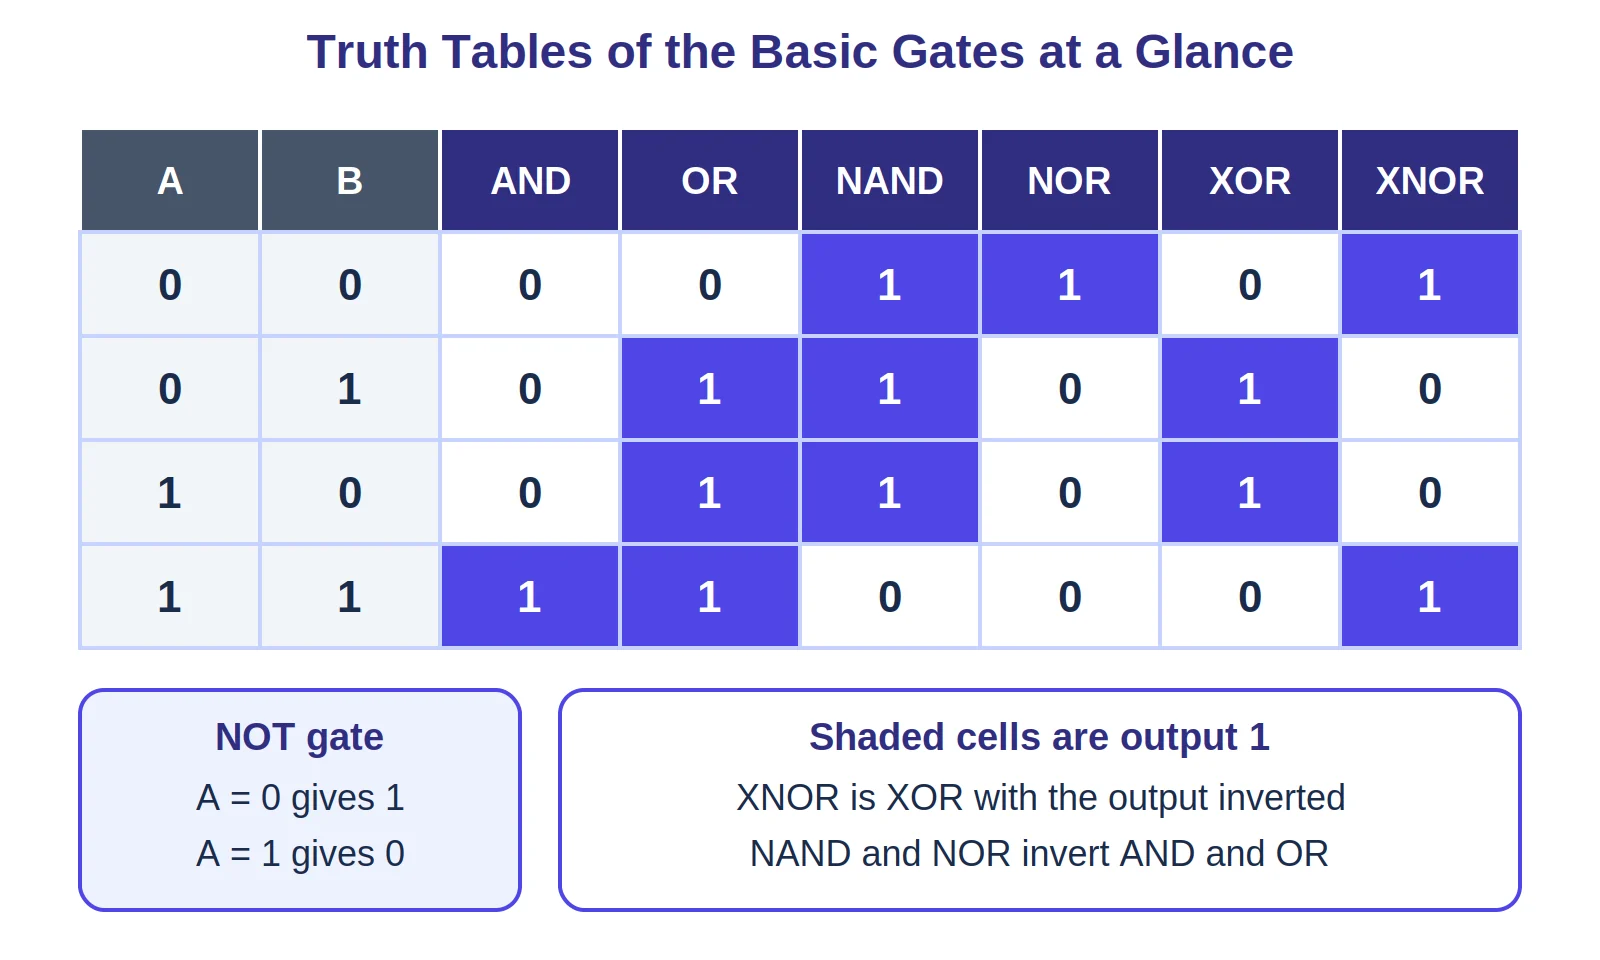 Truth Tables of the Basic Gates at a Glance
A B AND OR NAND NOR XOR XNOR
0 0 0 0 1 1 0 1
0 1 0 1 1 0 1 0
1 0 0 1 1 0 1 0
1 1 1 1 0 0 0 1
NOT gate
A = 0 gives 1
A = 1 gives 0
Shaded cells are output 1
XNOR is XOR with the output inverted
NAND and NOR invert AND and OR